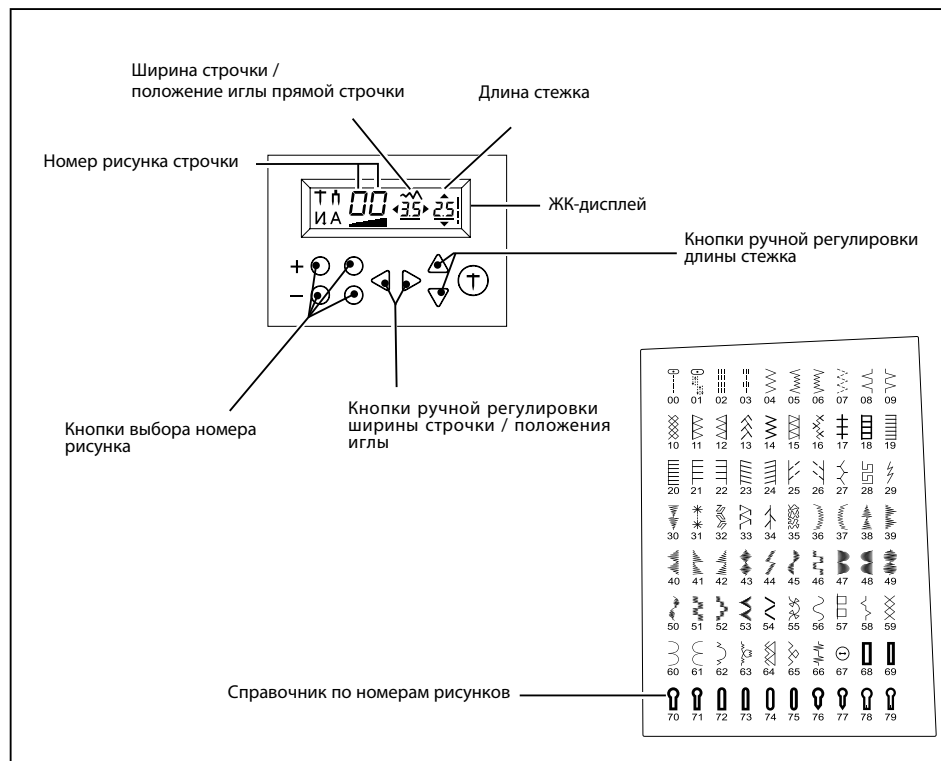 Ширина строчки /
положение иглы прямой строчки
Длина стежка
Номер рисунка строчки
00 3.5 2.5
И А
ЖК-дисплей
Кнопки ручной регулировки
длины стежка
+
−
Кнопки выбора номера
рисунка
Кнопки ручной регулировки
ширины строчки / положения
иглы
00 01 02 03 04 05 06 07 08 09
10 11 12 13 14 15 16 17 18 19
20 21 22 23 24 25 26 27 28 29
30 31 32 33 34 35 36 37 38 39
40 41 42 43 44 45 46 47 48 49
50 51 52 53 54 55 56 57 58 59
60 61 62 63 64 65 66 67 68 69
Справочник по номерам рисунков
70 71 72 73 74 75 76 77 78 79